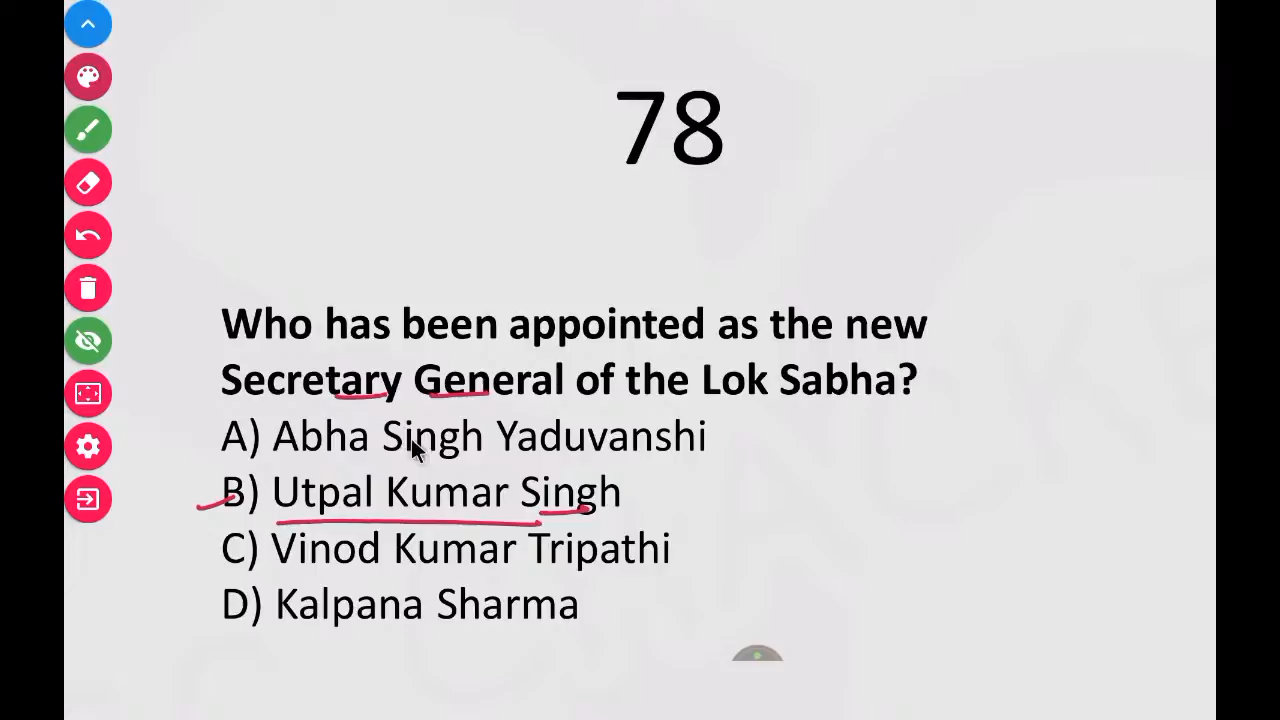 78
Who has been appointed as the new
Secretary General of the Lok Sabha?
A) Abha Singh Yaduvanshi
B) Utpal Kumar Singh
C) Vinod Kumar Tripathi
D) Kalpana Sharma